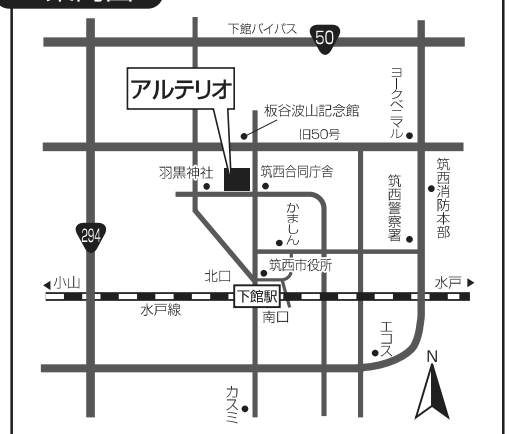 下館バイパス
50
ヨークベニマル
アルテリオ
板谷波山記念館
旧50号
羽黒神社
筑西合同庁舎
筑西消防本部
筑西警察署
かましん
294
筑西市役所
北口
小山
水戸
下館駅
水戸線
南口
エコス
N
カスミ